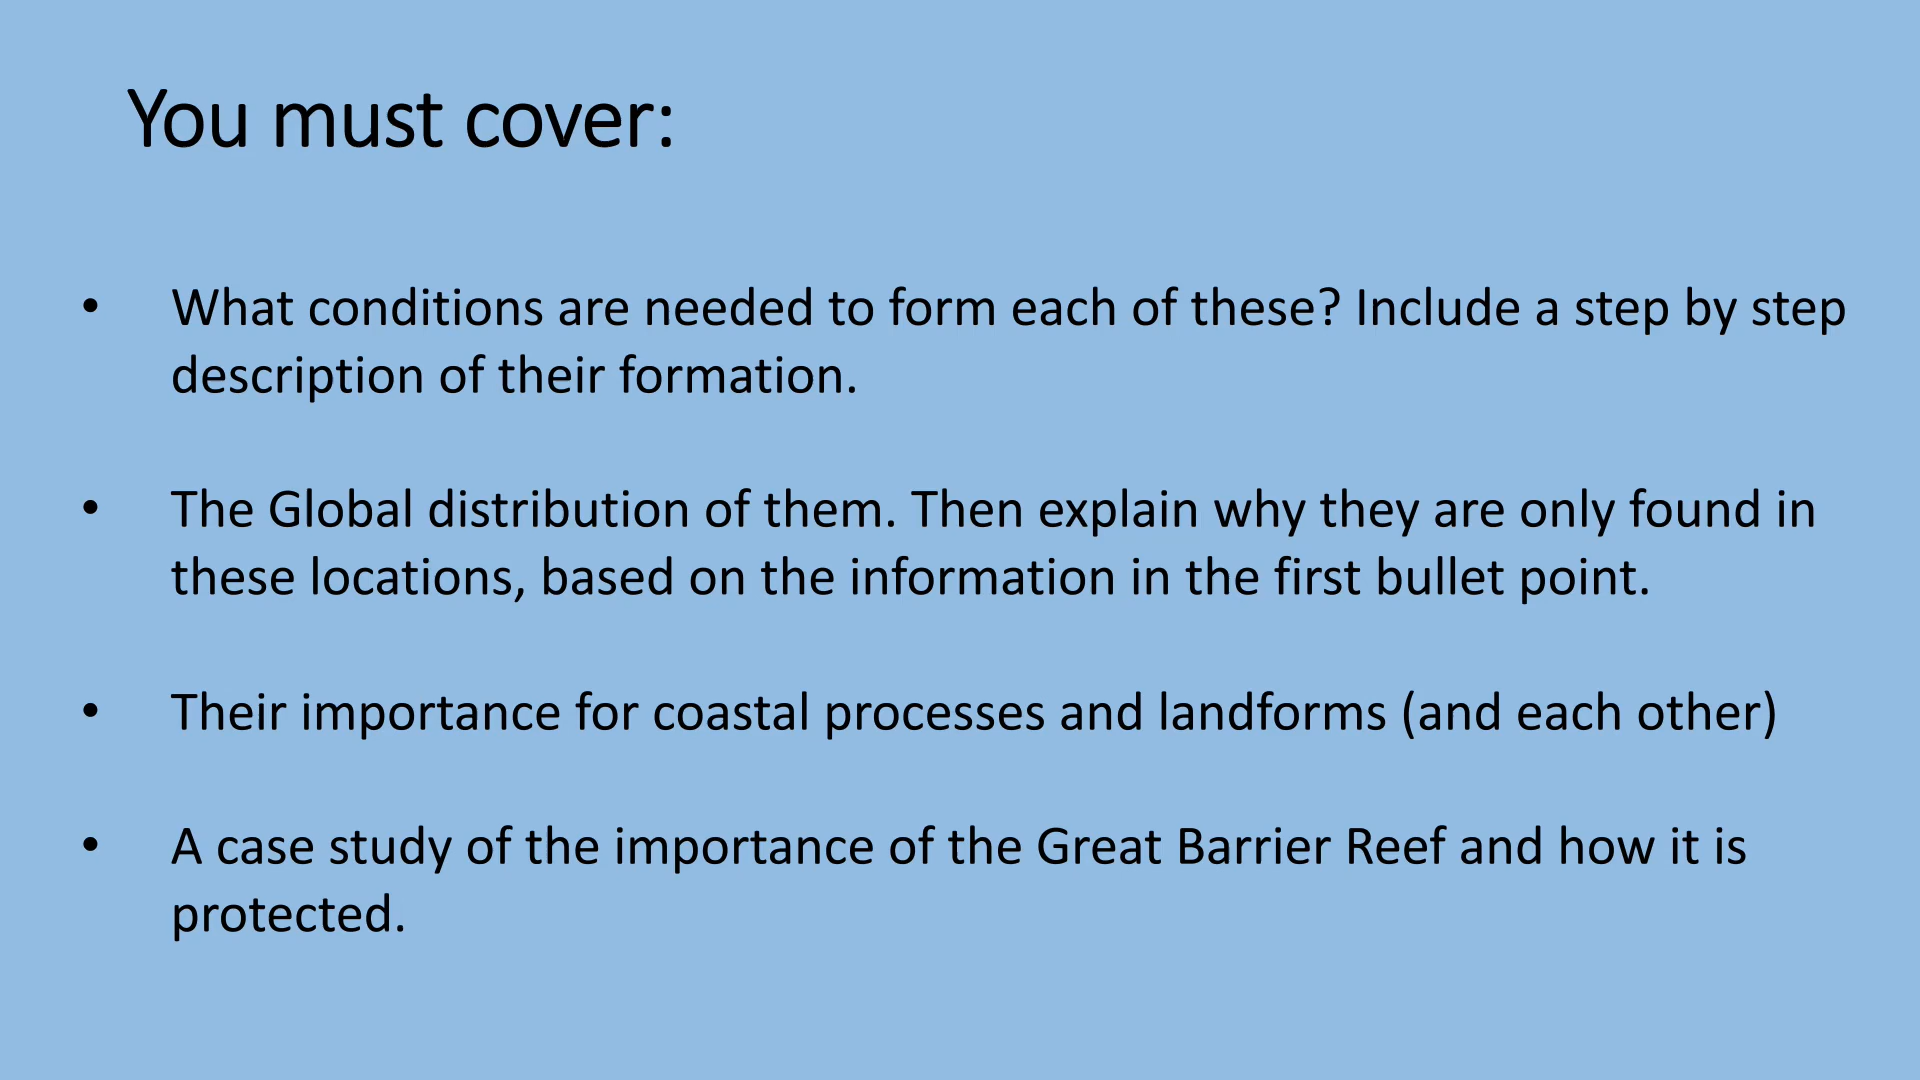 You must cover:
• What conditions are needed to form each of these? Include a step by step
description of their formation.
• The Global distribution of them. Then explain why they are only found in
these locations, based on the information in the first bullet point.
• Their importance for coastal processes and landforms (and each other)
• A case study of the importance of the Great Barrier Reef and how it is
protected.